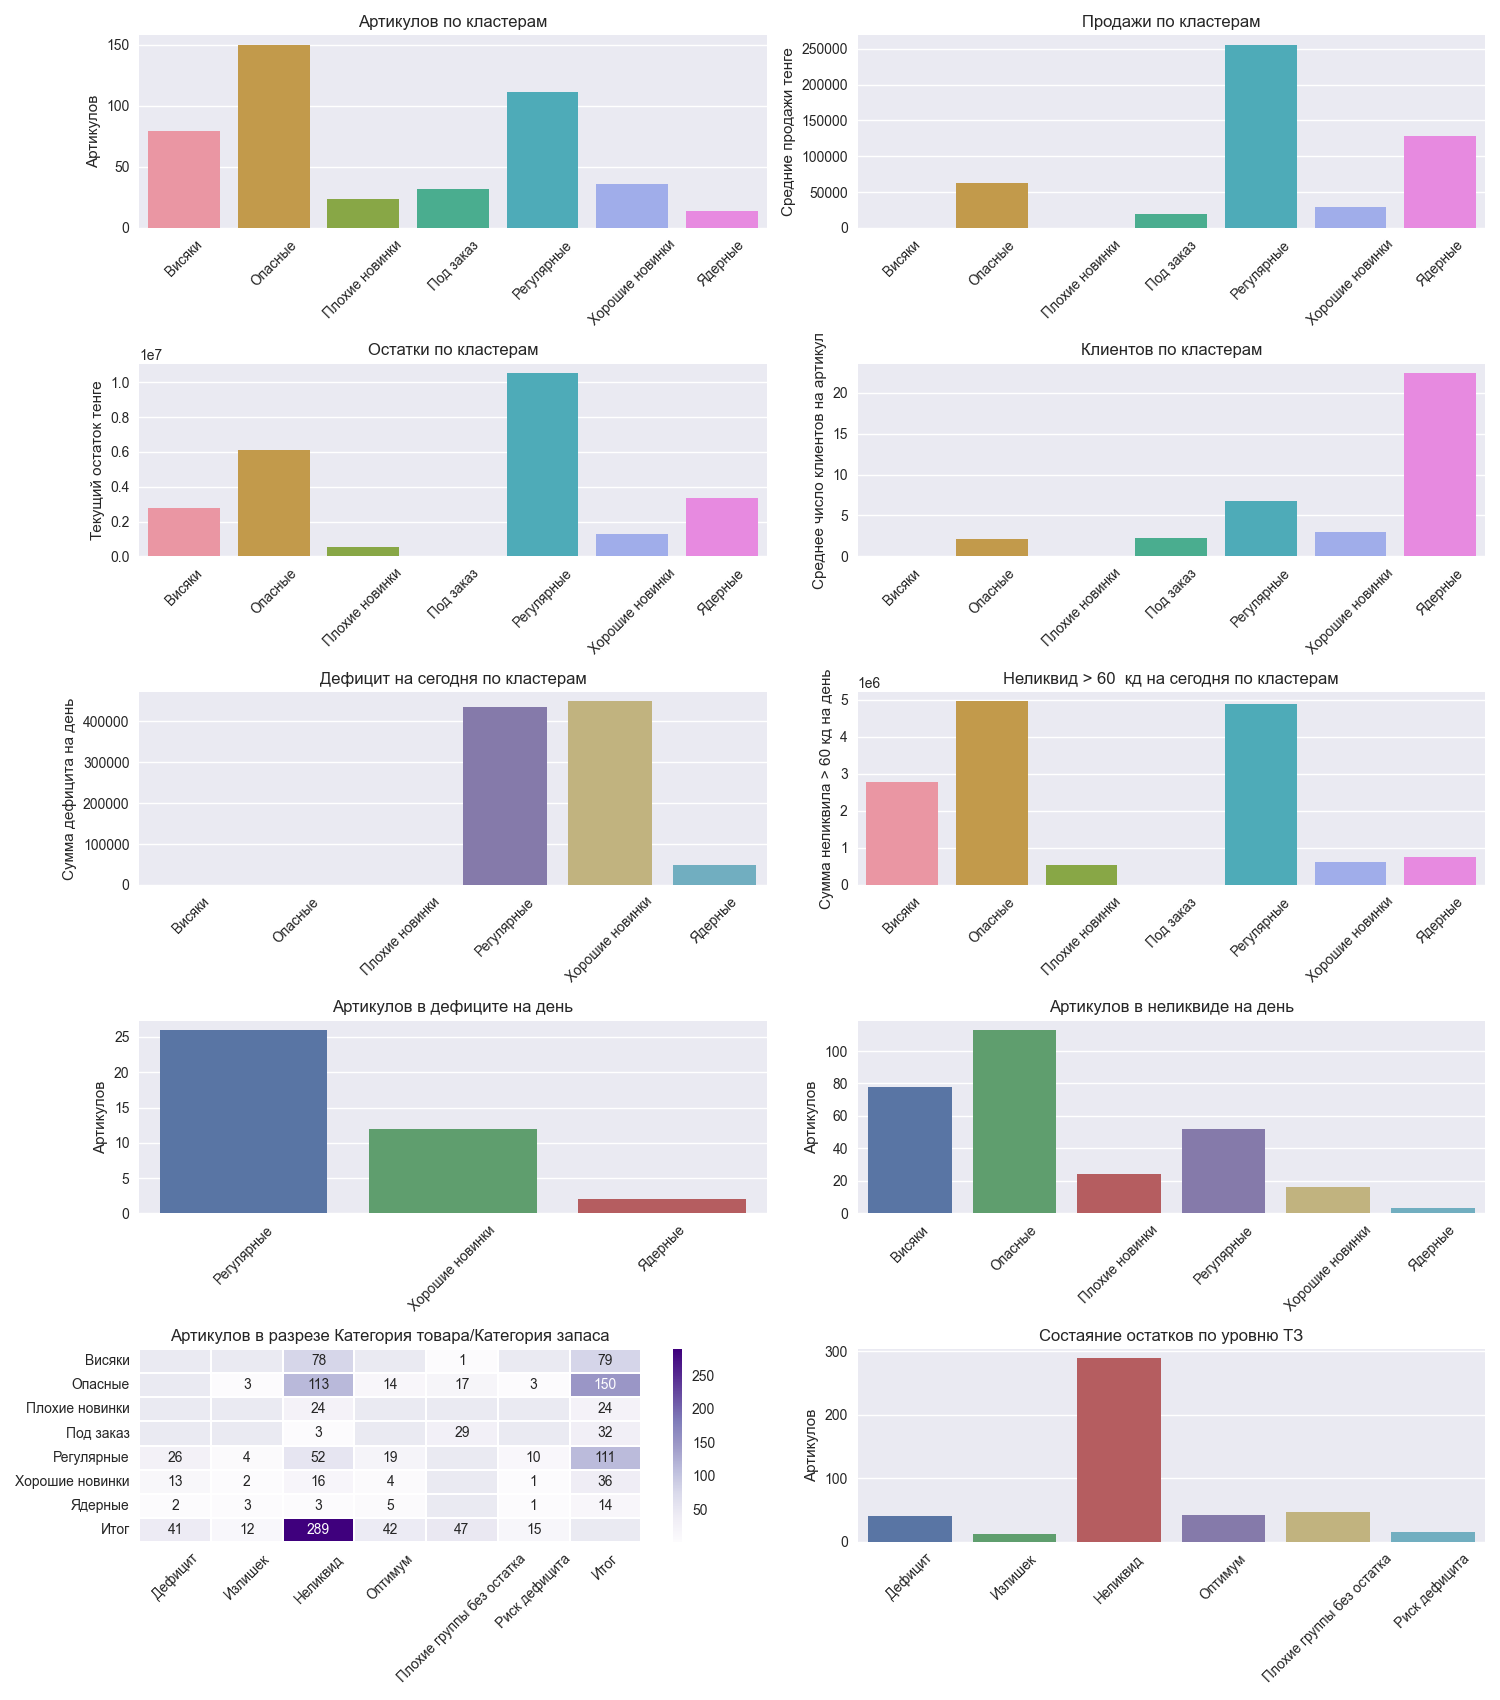 Артикулов по кластерам
Артикулов
150
100
50
0
Висяки
Опасные
Плохие новинки
Под заказ
Регулярные
Хорошие новинки
Ядерные
Продажи по кластерам
Средние продажи тенге
250000
200000
150000
100000
50000
0
Висяки
Опасные
Плохие новинки
Под заказ
Регулярные
Хорошие новинки
Ядерные
Остатки по кластерам
1e7
Текущий остаток тенге
1.0
0.8
0.6
0.4
0.2
0.0
Висяки
Опасные
Плохие новинки
Под заказ
Регулярные
Хорошие новинки
Ядерные
Клиентов по кластерам
Среднее число клиентов на артикул
20
15
10
5
0
Висяки
Опасные
Плохие новинки
Под заказ
Регулярные
Хорошие новинки
Ядерные
Дефицит на сегодня по кластерам
Сумма дефицита на день
400000
300000
200000
100000
0
Висяки
Опасные
Плохие новинки
Регулярные
Хорошие новинки
Ядерные
Неликвид > 60 кд на сегодня по кластерам
1e6
Сумма неликвила > 60 кд на день
5
4
3
2
1
0
Висяки
Опасные
Плохие новинки
Под заказ
Регулярные
Хорошие новинки
Ядерные
Артикулов в дефиците на день
Артикулов
25
20
15
10
5
0
Регулярные
Хорошие новинки
Ядерные
Артикулов в неликвиде на день
Артикулов
100
80
60
40
20
0
Висяки
Опасные
Плохие новинки
Регулярные
Хорошие новинки
Ядерные
Артикулов в разрезе Категория товара/Категория запаса
Висяки 78 1 79
Опасные 3 113 14 17 3 150
Плохие новинки 24 24
Под заказ 3 29 32
Регулярные 26 4 52 19 10 111
Хорошие новинки 13 2 16 4 1 36
Ядерные 2 3 3 5 1 14
Итог 41 12 289 42 47 15
Дефицит
Излишек
Неликвид
Оптимум
Плохие группы без остатка
Риск дефицита
Итог
250
200
150
100
50
Состаяние остатков по уровню ТЗ
Артикулов
300
200
100
0
Дефицит
Излишек
Неликвид
Оптимум
Плохие группы без остатка
Риск дефицита